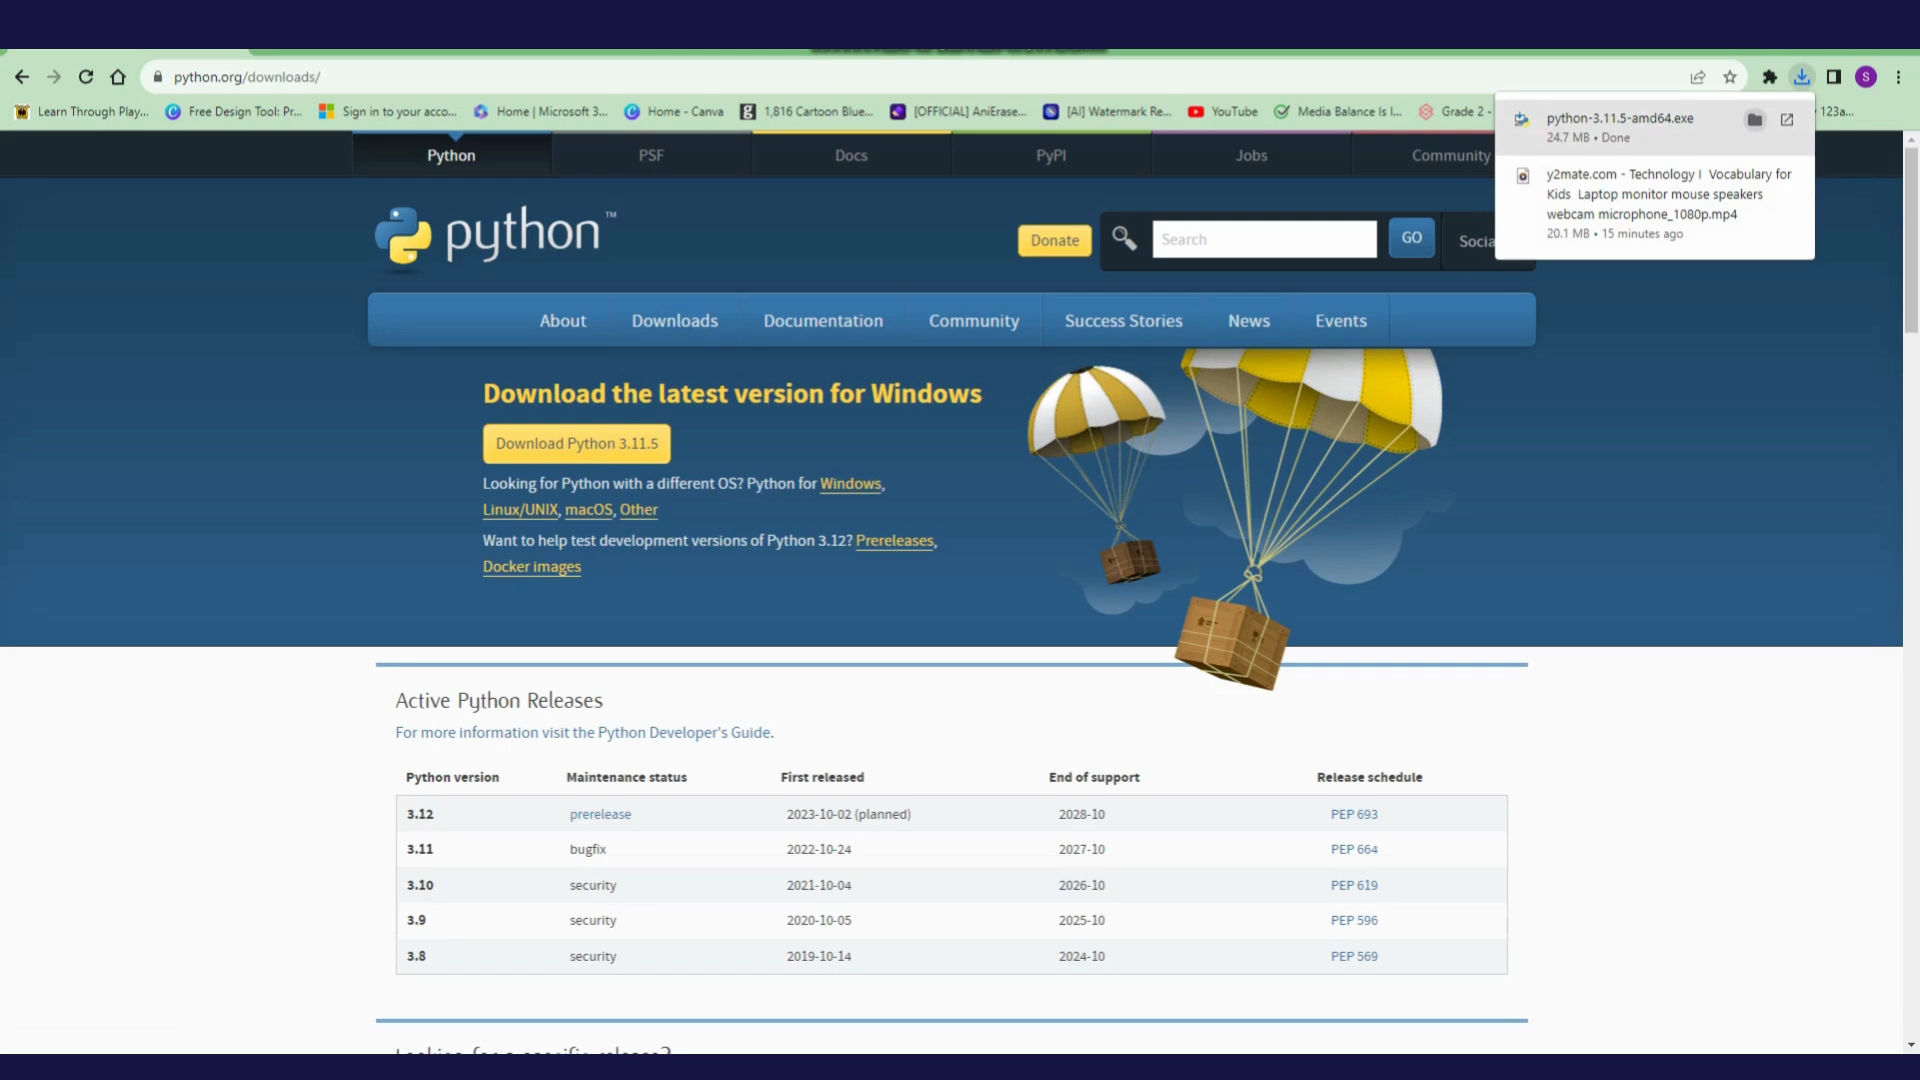 python.org/downloads/
Learn Through Play... Free Design Tool: Pr... Sign in to your acco... Home | Microsoft 3... Home - Canva 1,816 Cartoon Blue... [OFFICIAL] AniErase... [AI] Watermark Re... YouTube Media Balance Is I... Grade 2 - 123a...
python-3.11.5-amd64.exe
24.7 MB • Done
y2mate.com - Technology I Vocabulary for
Kids Laptop monitor mouse speakers
webcam microphone_1080p.mp4
20.1 MB • 15 minutes ago
S
Python PSF Docs PyPI Jobs Community
python™
Donate Search GO Socia
About Downloads Documentation Community Success Stories News Events
Download the latest version for Windows
Download Python 3.11.5
Looking for Python with a different OS? Python for Windows,
Linux/UNIX, macOS, Other
Want to help test development versions of Python 3.12? Prereleases,
Docker images
Active Python Releases
For more information visit the Python Developer's Guide.
Python version Maintenance status First released End of support Release schedule
3.12 prerelease 2023-10-02 (planned) 2028-10 PEP 693
3.11 bugfix 2022-10-24 2027-10 PEP 664
3.10 security 2021-10-04 2026-10 PEP 619
3.9 security 2020-10-05 2025-10 PEP 596
3.8 security 2019-10-14 2024-10 PEP 569
Looking for a specific release?